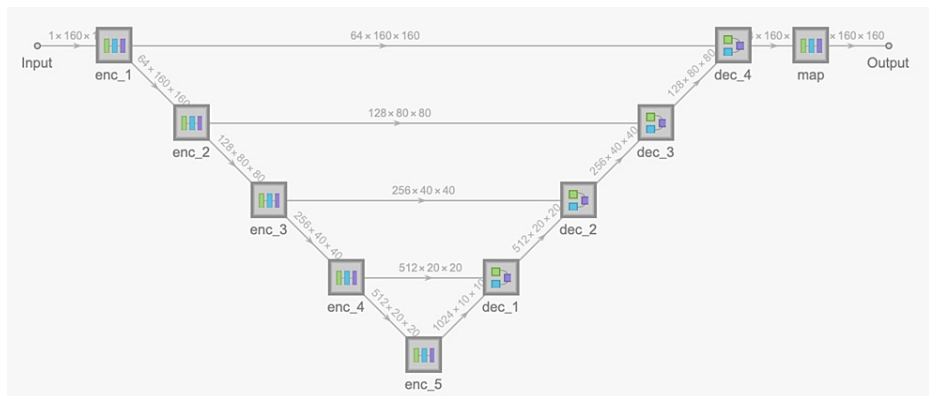 1×160×1
64×160×160
×160×
×160×160
Input
enc_1
dec_4
map
Output
64×160×160
128×80×80
128×80×80
enc_2
dec_3
128×80×80
256×40×40
256×40×40
enc_3
dec_2
256×40×40
512×20×20
512×20×20
enc_4
dec_1
512×20×20
1024×10×10
enc_5